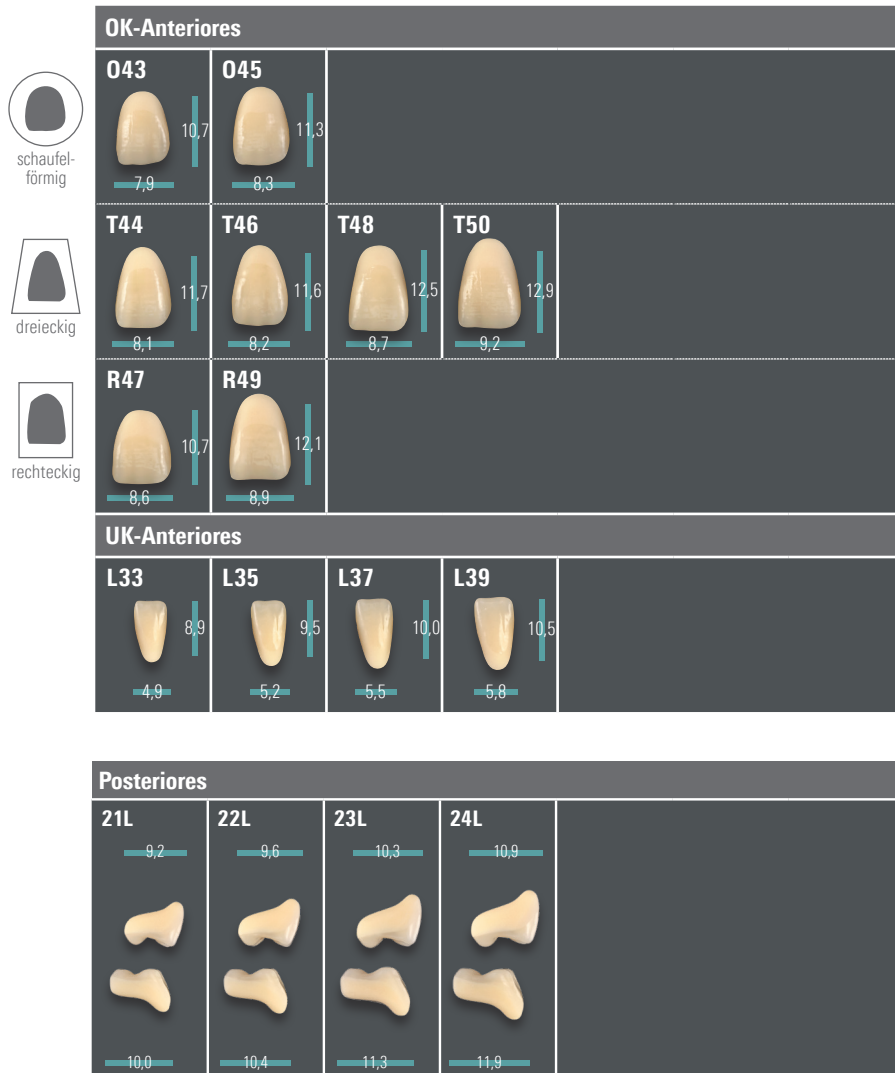 OK-Anteriores
O43 O45
10,7 11,3
schaufel-
förmig
7,9 8,3
T44 T46 T48 T50
11,7 11,6 12,5 12,9
dreieckig
8,1 8,2 8,7 9,2
R47 R49
10,7 12,1
rechteckig
8,6 8,9
UK-Anteriores
L33 L35 L37 L39
8,9 9,5 10,0 10,5
4,9 5,2 5,5 5,8
Posteriores
21L 22L 23L 24L
9,2 9,6 10,3 10,9
10,0 10,4 11,3 11,9